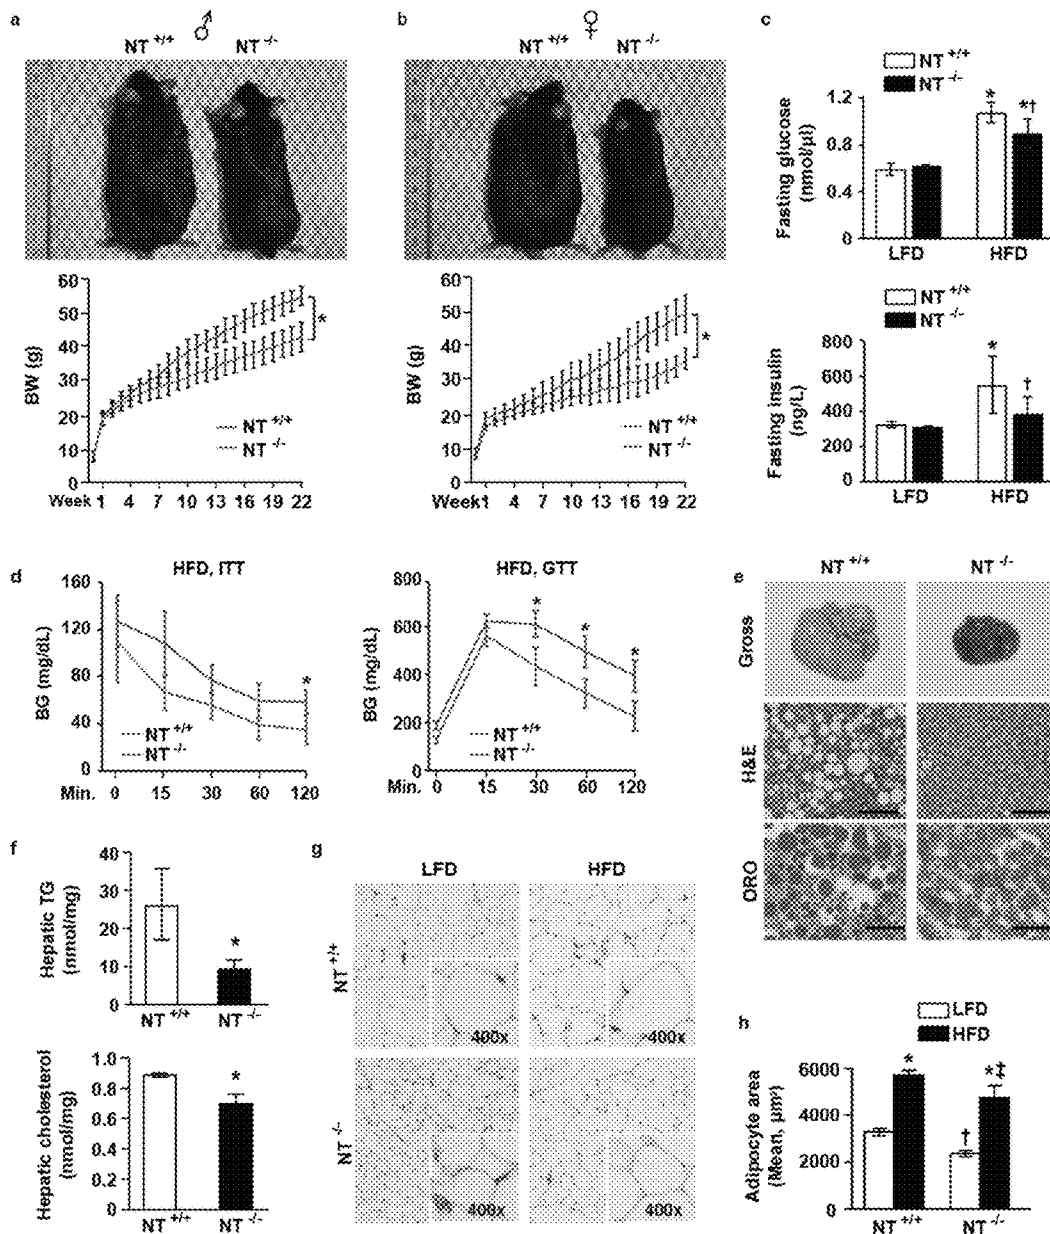 a
♂
NT +/+
NT -/-
BW (g)
60
50
40
30
20
10
0
NT +/+
NT -/-
*
Week 1 4 7 10 13 16 19 22
b
♀
NT +/+
NT -/-
BW (g)
60
50
40
30
20
10
0
NT +/+
NT -/-
*
Week 1 4 7 10 13 16 19 22
c
NT +/+
NT -/-
Fasting glucose
(nmol/µl)
1.2
0.8
0.4
0
*
*†
LFD HFD
NT +/+
NT -/-
Fasting insulin
(ng/L)
800
600
400
200
0
*
†
LFD HFD
d
HFD, ITT
BG (mg/dL)
160
120
80
40
0
*
NT +/+
NT -/-
Min. 0 15 30 60 120
HFD, GTT
BG (mg/dL)
800
600
400
200
0
* * *
NT +/+
NT -/-
Min. 0 15 30 60 120
e
NT +/+
NT -/-
Gross
H&E
ORO
f
Hepatic TG
(nmol/mg)
40
30
20
10
0
*
NT +/+ NT -/-
Hepatic cholesterol
(nmol/mg)
1.0
0.8
0.6
0.4
0.2
0
*
NT +/+ NT -/-
g
LFD HFD
NT +/+
400x
400x
NT -/-
400x
400x
h
LFD
HFD
Adipocyte area
(Mean, µm²)
6000
4000
2000
0
*
†
*‡
NT +/+ NT -/-